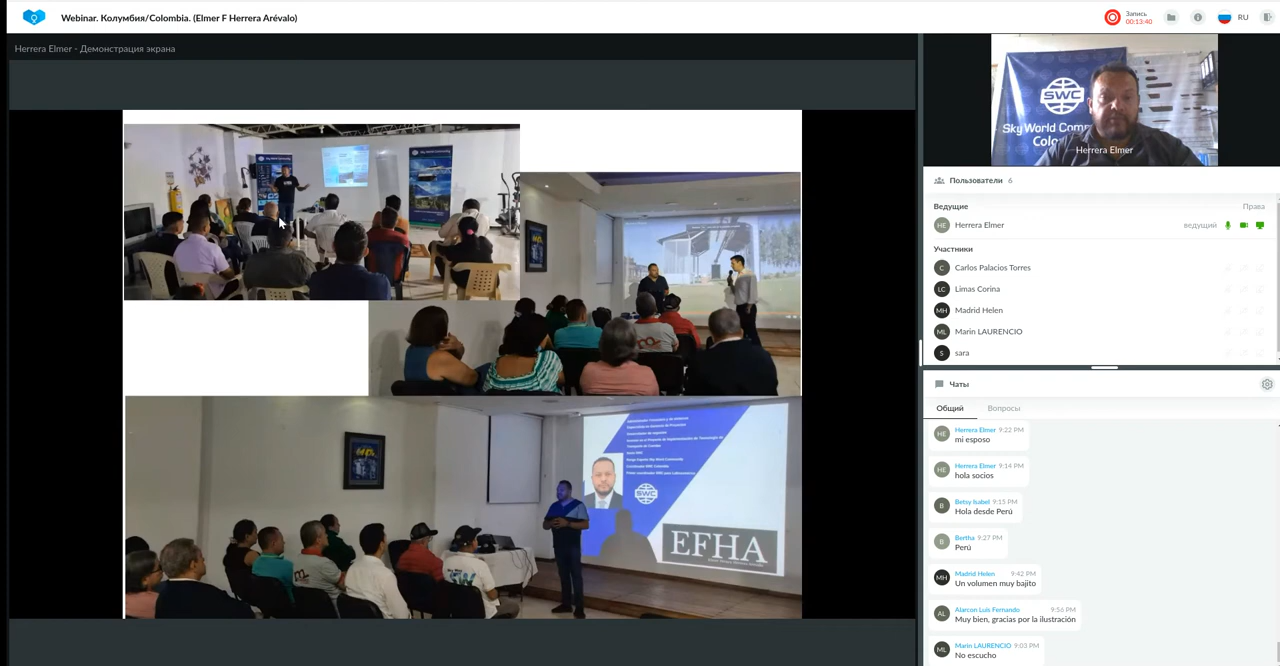 Webinar. Колумбия/Colombia. (Elmer F Herrera Arévalo)
Запись
00:13:40
RU
Herrera Elmer - Демонстрация экрана
SWC
Sky World Com
Colo
Herrera Elmer
Пользователи 6
Ведущие Права
HE Herrera Elmer ведущий
Участники
C Carlos Palacios Torres
LC Limas Corina
MH Madrid Helen
ML Marin LAURENCIO
S sara
Чаты
Общий Вопросы
HE Herrera Elmer 9:22 PM
mi esposo
HE Herrera Elmer 9:14 PM
hola socios
B Betsy Isabel 9:15 PM
Hola desde Perú
B Bertha 9:27 PM
Perú
MH Madrid Helen 9:42 PM
Un volumen muy bajito
AL Alarcon Luis Fernando 9:56 PM
Muy bien, gracias por la ilustración
ML Marin LAURENCIO 9:03 PM
No escucho
SWC
EFHA